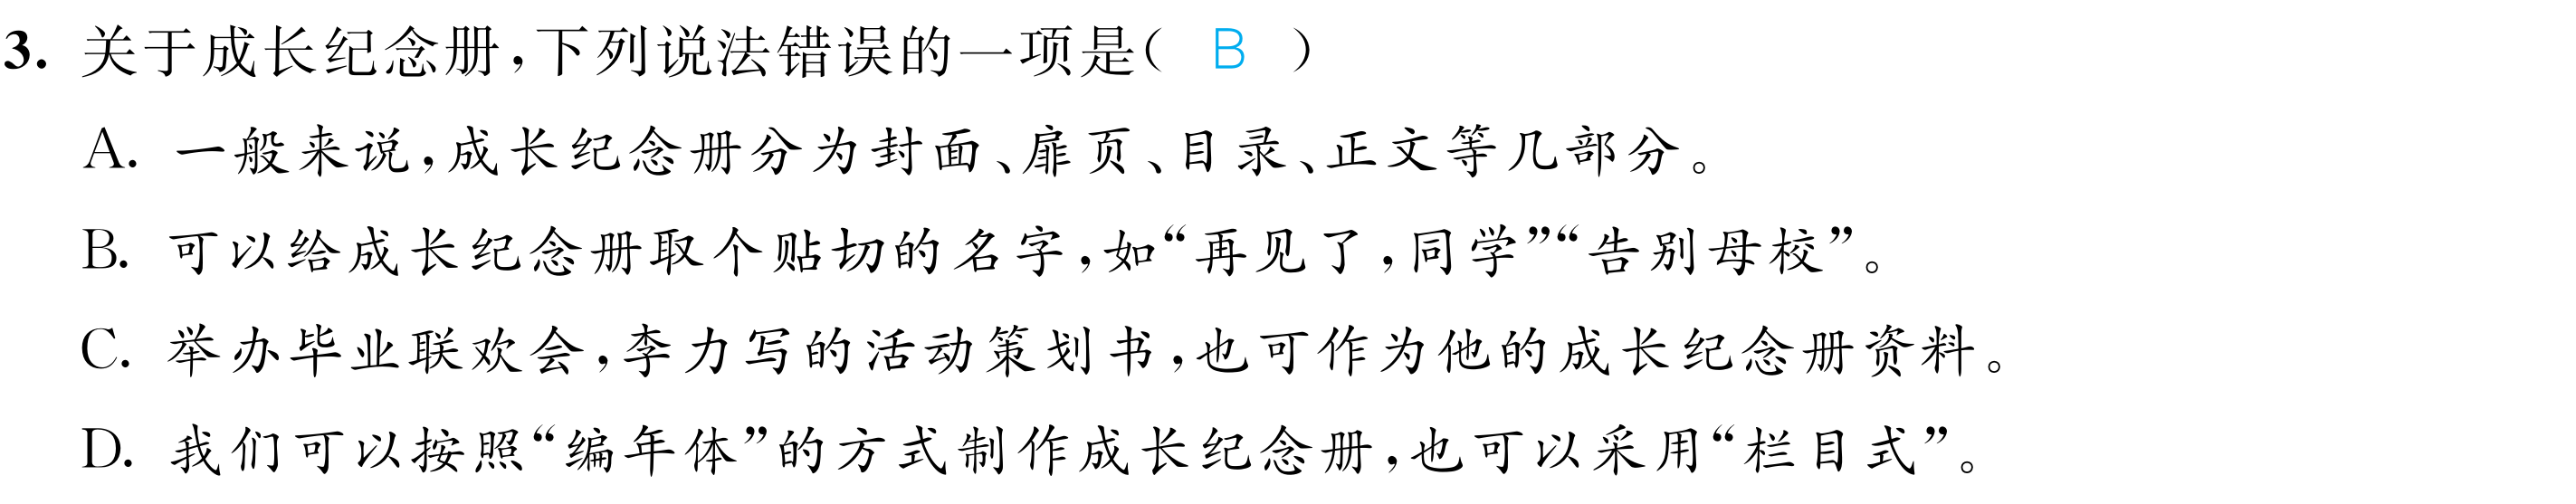 3. 关于成长纪念册,下列说法错误的一项是( B )
A. 一般来说,成长纪念册分为封面、扉页、目录、正文等几部分。
B. 可以给成长纪念册取个贴切的名字,如“再见了,同学”“告别母校”。
C. 举办毕业联欢会,李力写的活动策划书,也可作为他的成长纪念册资料。
D. 我们可以按照“编年体”的方式制作成长纪念册,也可以采用“栏目式”。